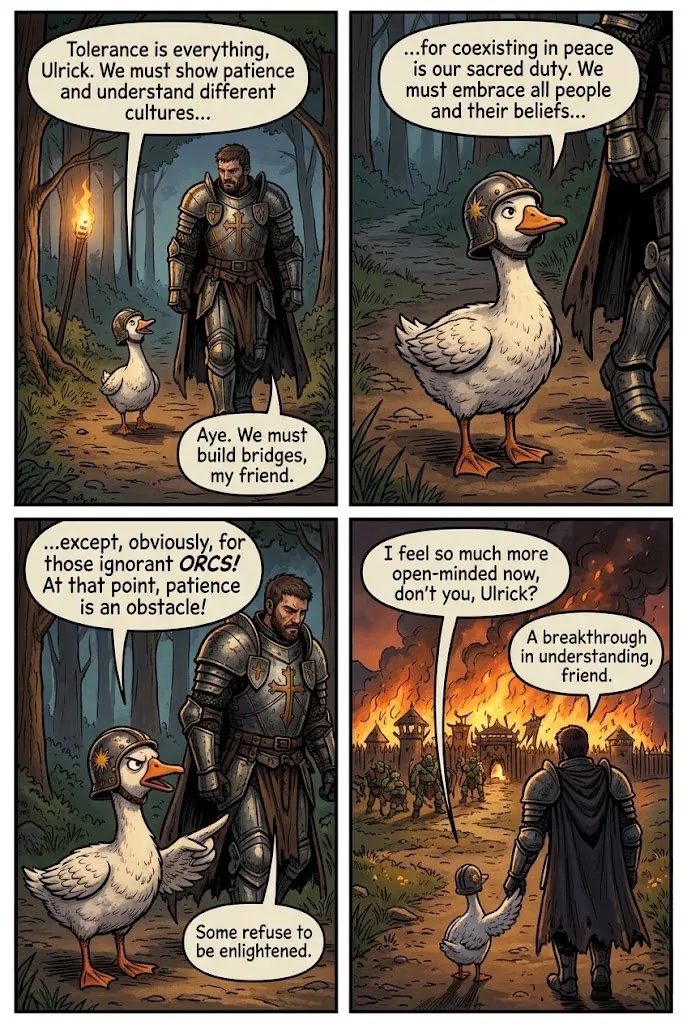 Tolerance is everything,
Ulrick. We must show patience
and understand different
cultures...
Aye. We must
build bridges,
my friend.
...for coexisting in peace
is our sacred duty. We
must embrace all people
and their beliefs...
...except, obviously, for
those ignorant ORCS!
At that point, patience
is an obstacle!
Some refuse to
be enlightened.
I feel so much more
open-minded now,
don't you, Ulrick?
A breakthrough
in understanding,
friend.